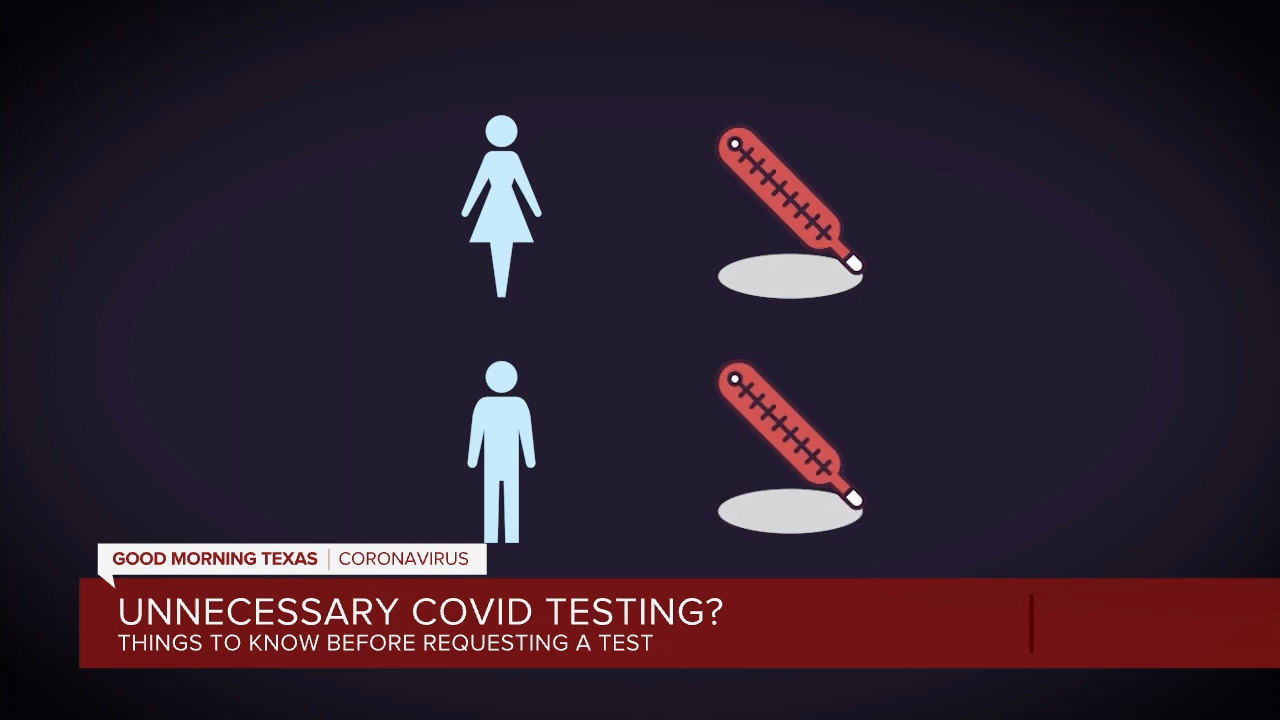 GOOD MORNING TEXAS | CORONAVIRUS
UNNECESSARY COVID TESTING?
THINGS TO KNOW BEFORE REQUESTING A TEST